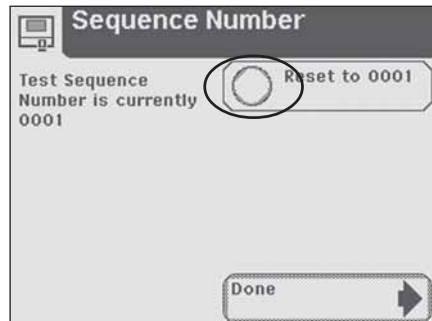 Sequence Number
Test Sequence
Number is currently
0001
Reset to 0001
Done